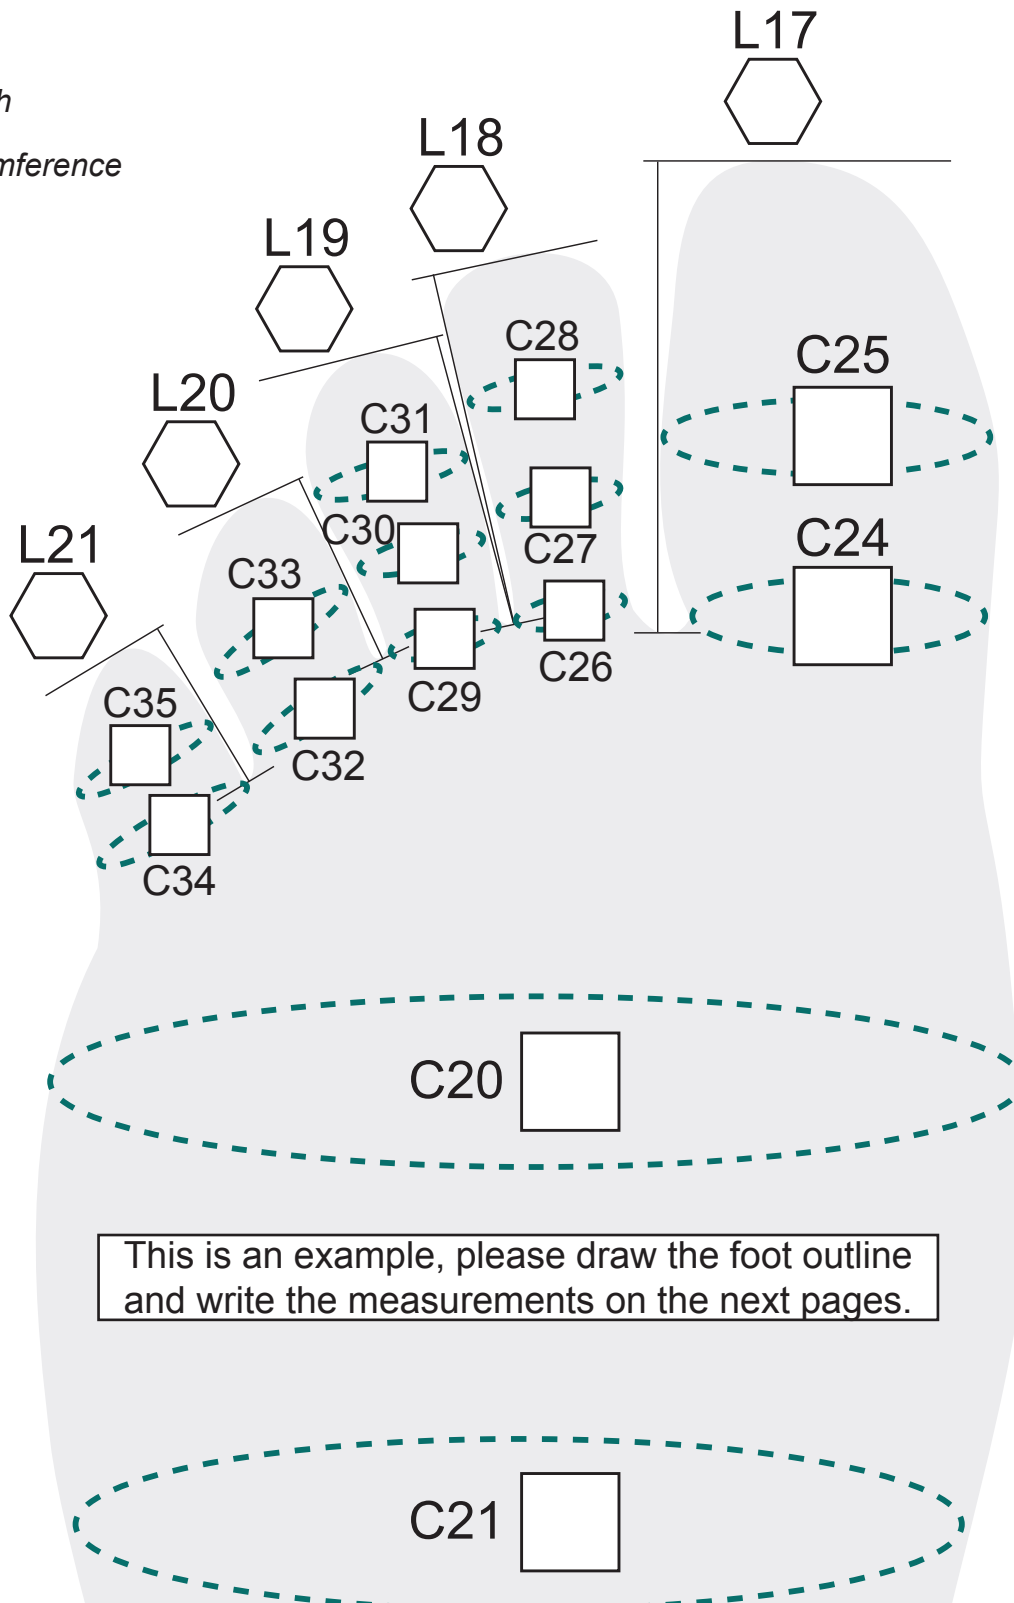 L17
L18
L19
C28
C25
L20
C31
C30
C27
C24
L21
C33
C26
C29
C35
C32
C34
C20
This is an example, please draw the foot outline
and write the measurements on the next pages.
C21